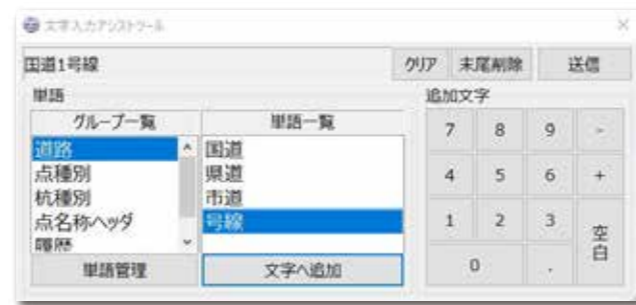 文字入力アシストツール
国道1号線
クリア 末尾削除 送信
単語
グループ一覧
道路
点種別
杭種別
点名称ヘッダ
履歴
単語管理
単語一覧
国道
県道
市道
号線
文字へ追加
追加文字
7 8 9 -
4 5 6 +
1 2 3 空白
0 .